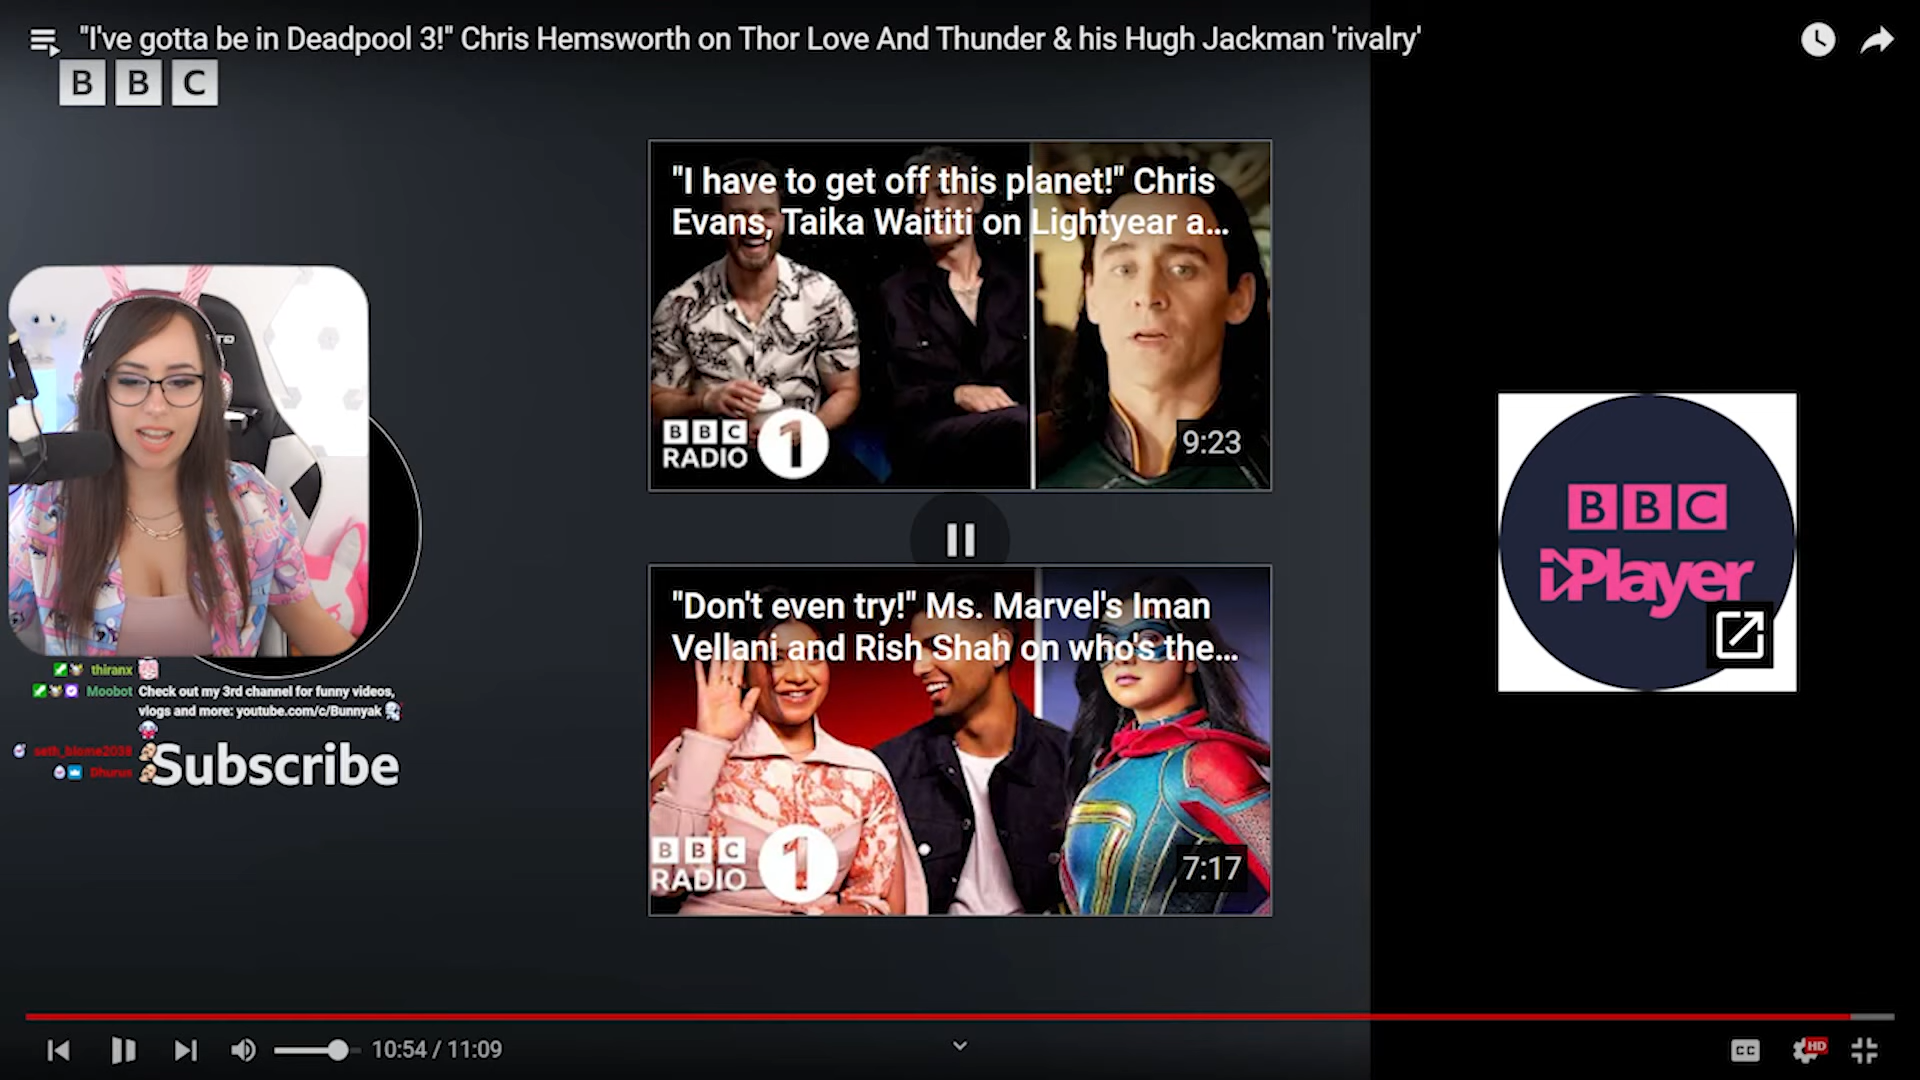 "I've gotta be in Deadpool 3!" Chris Hemsworth on Thor Love And Thunder & his Hugh Jackman 'rivalry'
BBC
"I have to get off this planet!" Chris
Evans, Taika Waititi on Lightyear a...
BBC
RADIO 1
9:23
BBC
iPlayer
"Don't even try!" Ms. Marvel's Iman
Vellani and Rish Shah on who's the...
BBC
RADIO 1
7:17
thiranx
Moobot Check out my 3rd channel for funny videos,
vlogs and more: youtube.com/c/Bunnyak
seth_blome2038
Dhurus
Subscribe
10:54 / 11:09
CC
HD